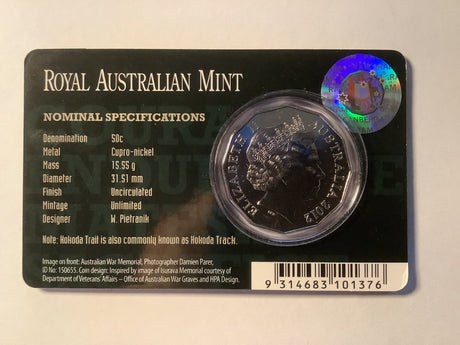 ROYAL AUSTRALIAN MINT
NOMINAL SPECIFICATIONS
Denomination 50c
Metal Cupro-nickel
Mass 15.55 g
Diameter 31.51 mm
Finish Uncirculated
Mintage Unlimited
Designer W. Pietranik
Note: Kokoda Trail is also commonly known as Kokoda Track.
Image on front: Australian War Memorial, Photographer Damien Parer,
ID No: 150655. Coin design: Inspired by image of Isurava Memorial courtesy of
Department of Veterans' Affairs – Office of Australian War Graves and HPA Design.
ELIZABETH II AUSTRALIA 2012
9 314683 101376